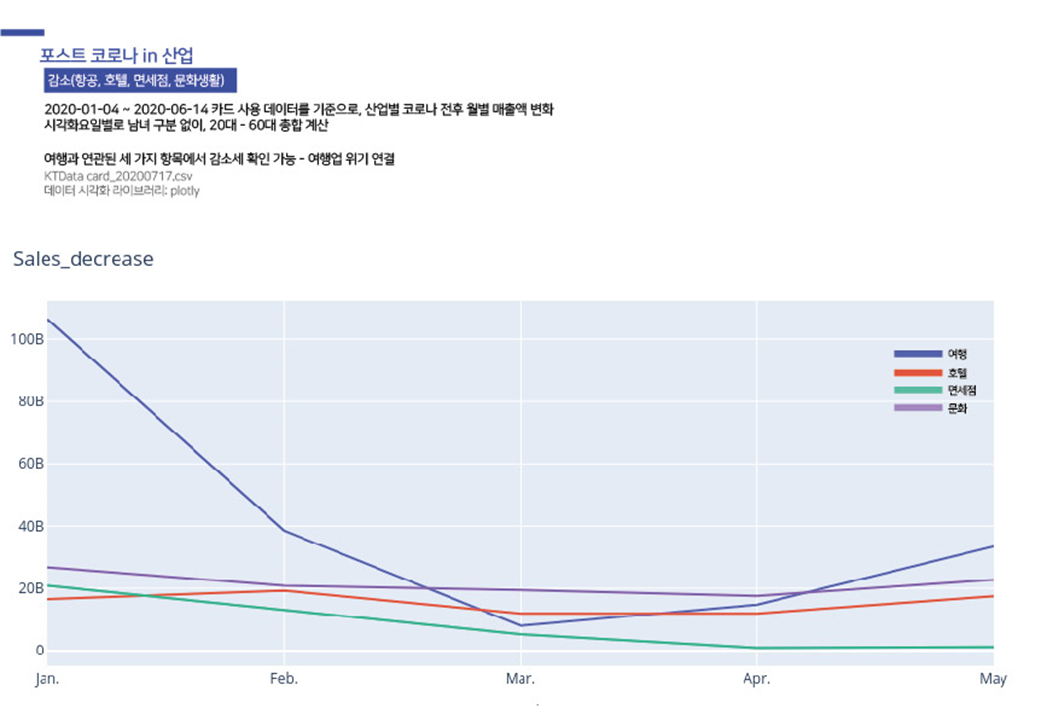 포스트 코로나 in 산업
감소(항공, 호텔, 면세점, 문화생활)
2020-01-04 ~ 2020-06-14 카드 사용 데이터를 기준으로, 산업별 코로나 전후 월별 매출액 변화
시각화요일별로 남녀 구분 없이, 20대 - 60대 총합 계산
여행과 연관된 세 가지 항목에서 감소세 확인 가능 - 여행업 위기 연결
KTData card_20200717.csv
데이터 시각화 라이브러리: plotly
Sales_decrease
100B
80B
60B
40B
20B
0
여행
호텔
면세점
문화
Jan. Feb. Mar. Apr. May